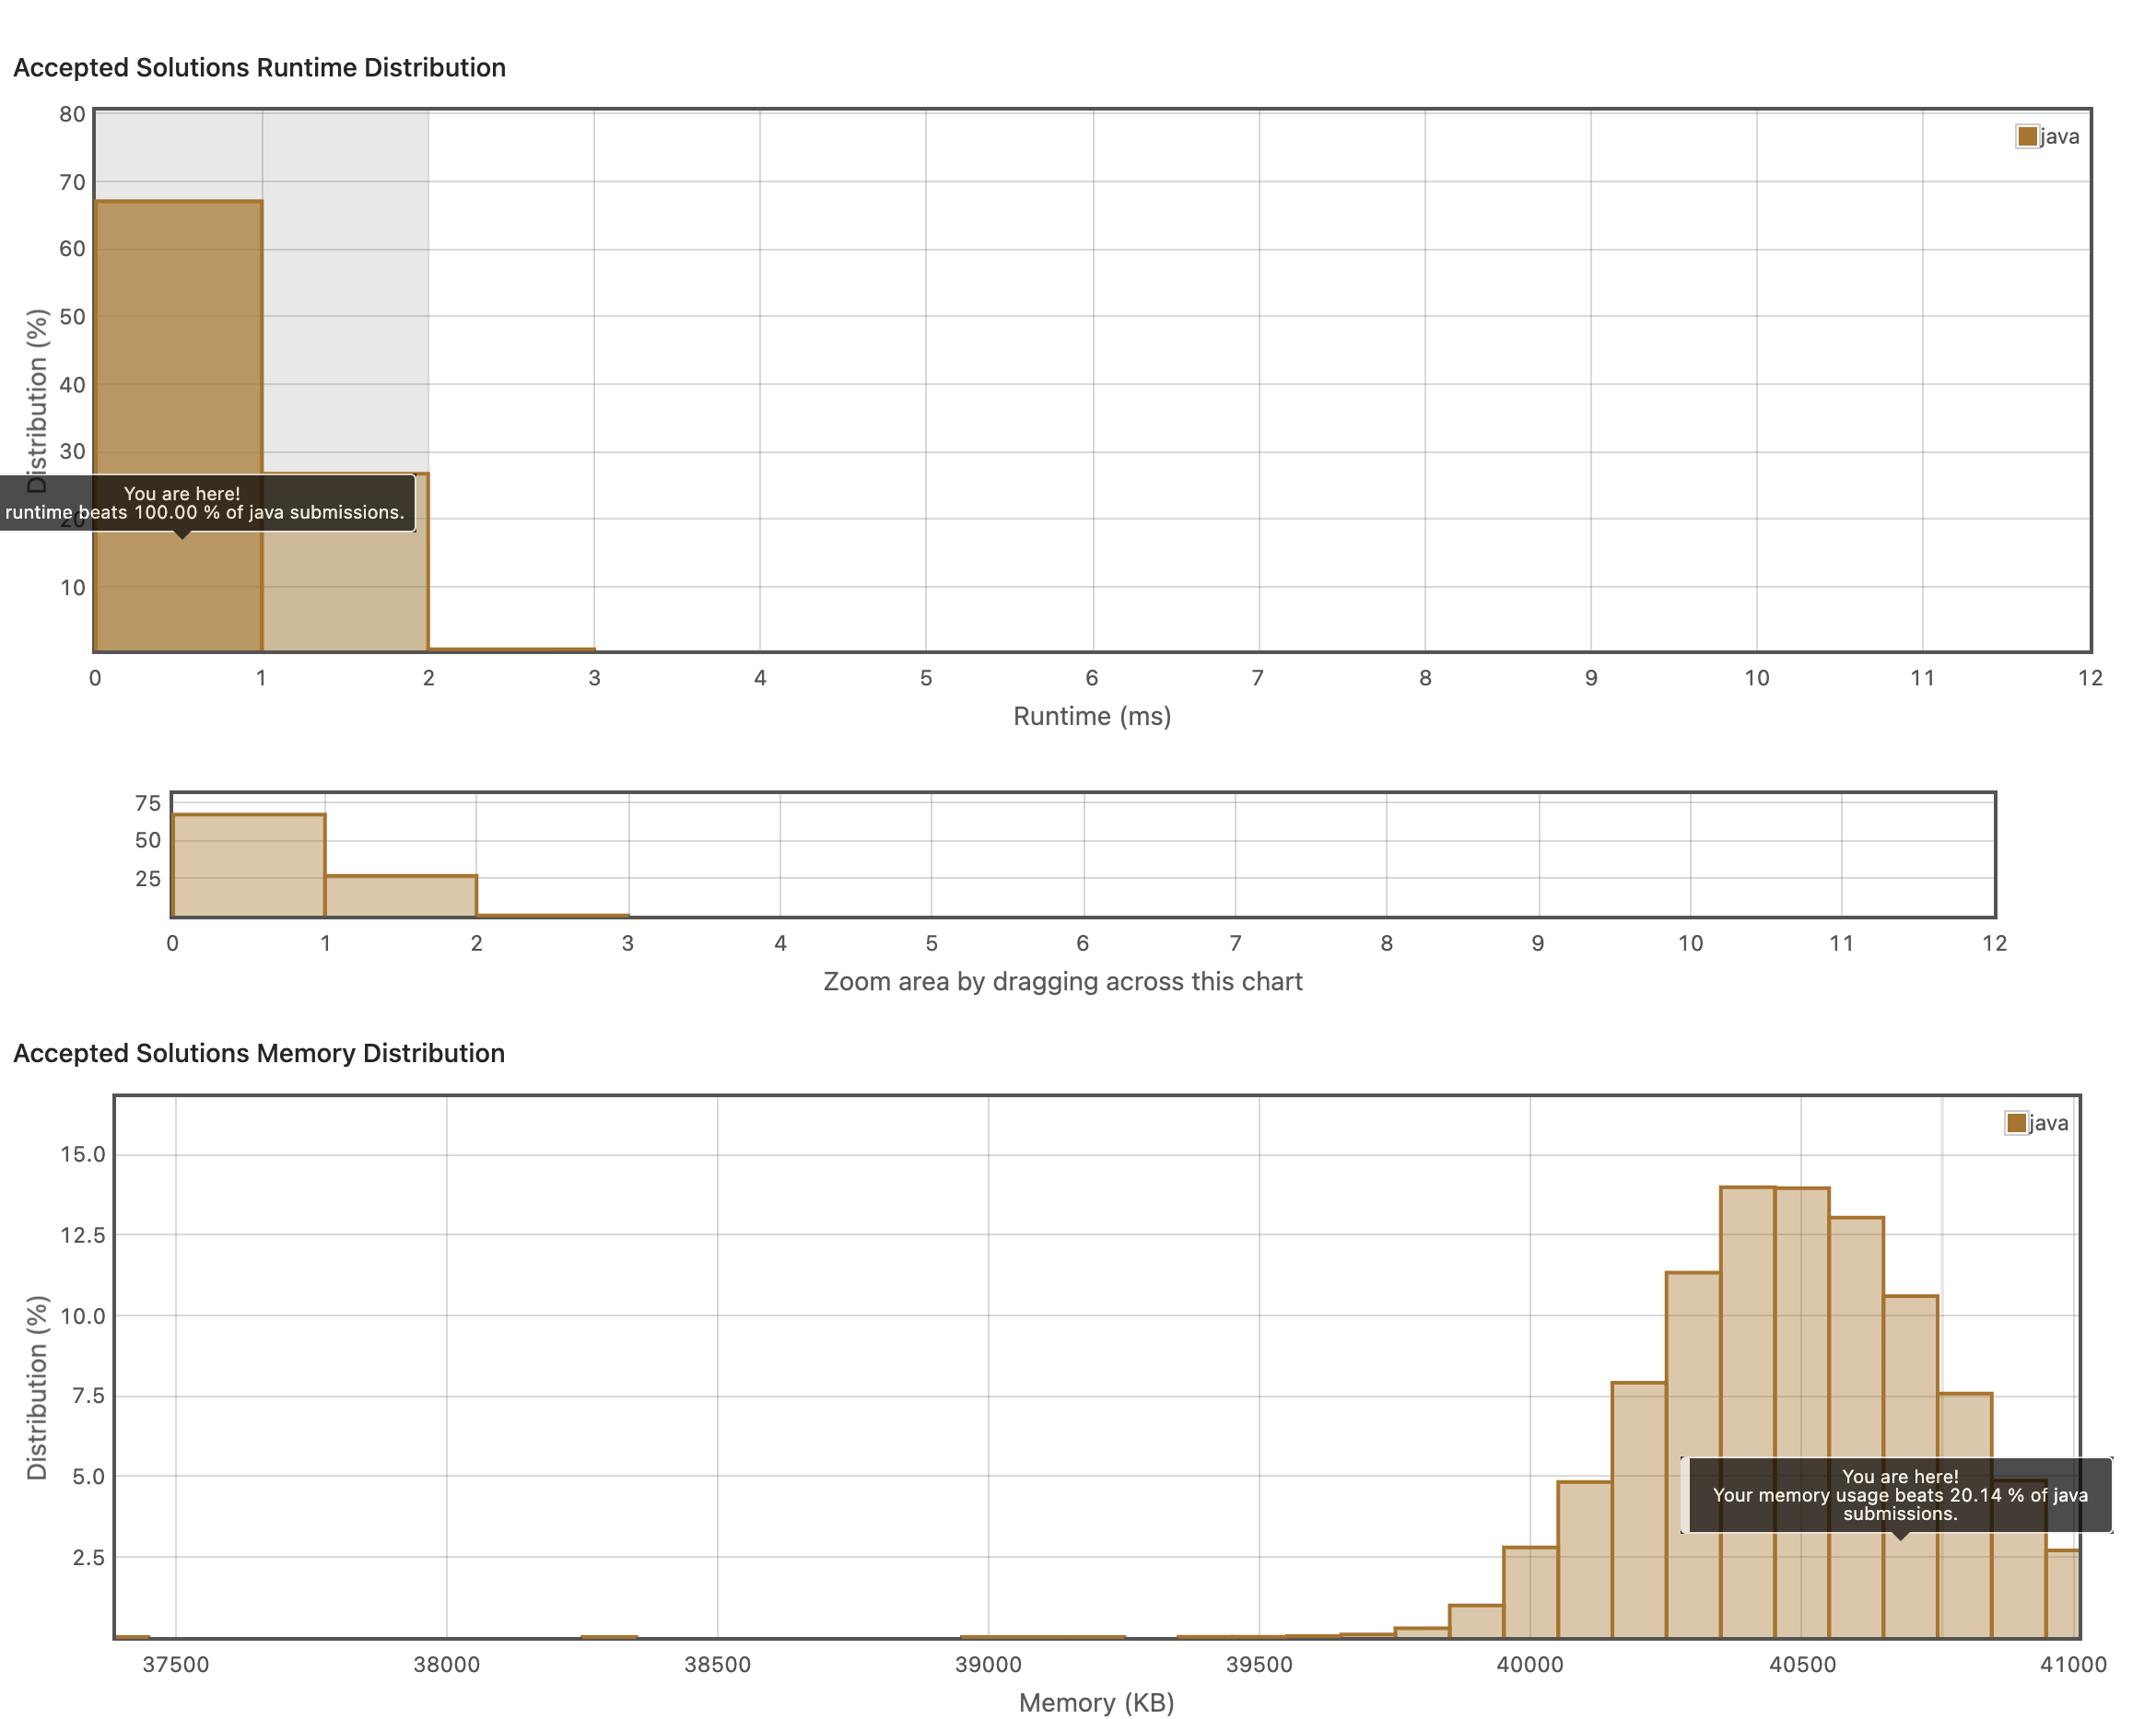 Accepted Solutions Runtime Distribution
80
java
70
60
50
40
30
20
10
Distribution (%)
You are here!
runtime beats 100.00 % of java submissions.
0 1 2 3 4 5 6 7 8 9 10 11 12
Runtime (ms)
75
50
25
0 1 2 3 4 5 6 7 8 9 10 11 12
Zoom area by dragging across this chart
Accepted Solutions Memory Distribution
java
15.0
12.5
10.0
7.5
5.0
2.5
Distribution (%)
You are here!
Your memory usage beats 20.14 % of java
submissions.
37500 38000 38500 39000 39500 40000 40500 41000
Memory (KB)